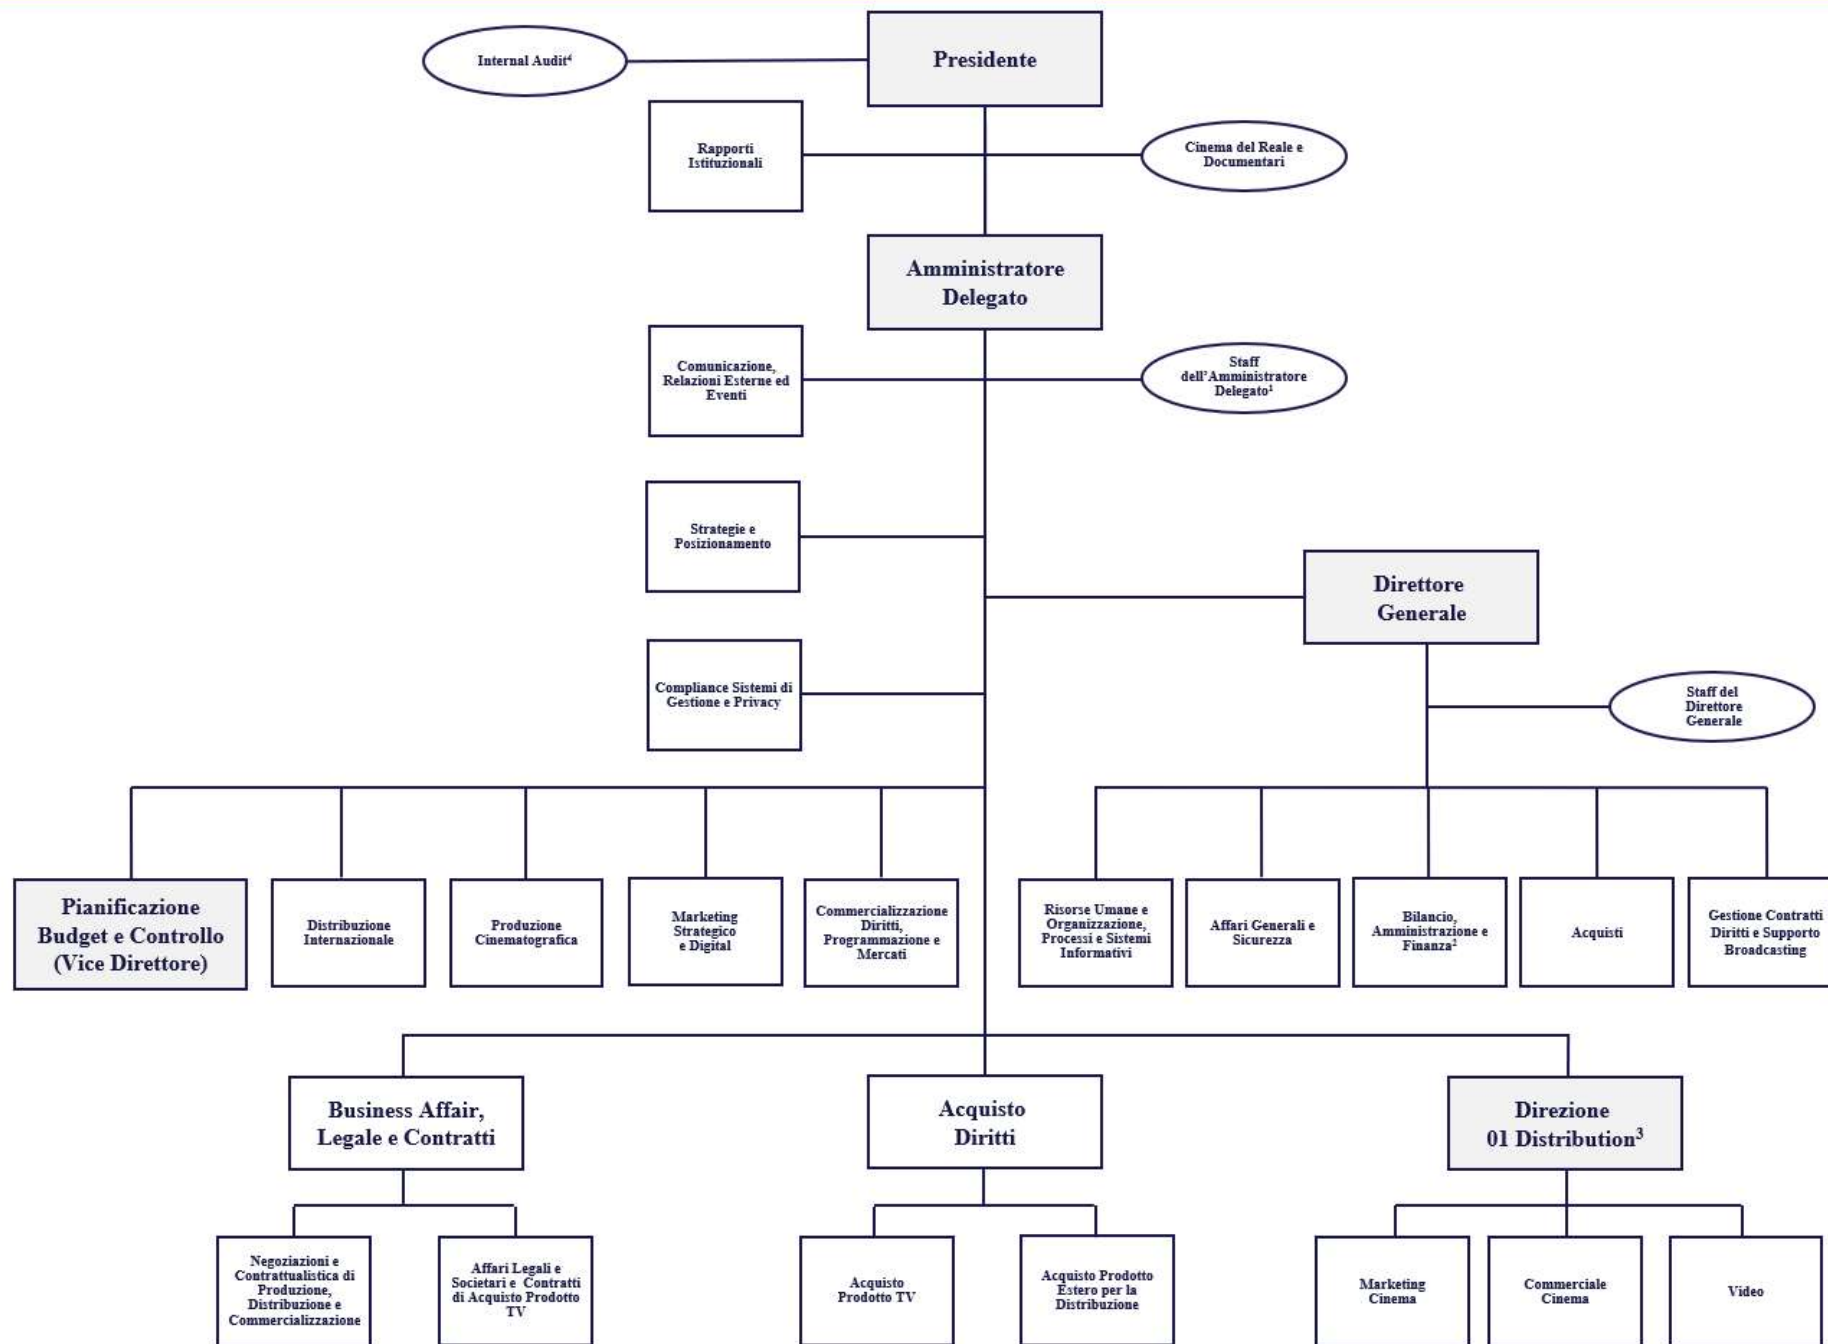 Internal Audit⁴
Presidente
Rapporti
Istituzionali
Cinema del Reale e
Documentari
Amministratore
Delegato
Comunicazione,
Relazioni Esterne ed
Eventi
Staff
dell'Amministratore
Delegato¹
Strategie e
Posizionamento
Direttore
Generale
Compliance Sistemi di
Gestione e Privacy
Staff del
Direttore
Generale
Pianificazione
Budget e Controllo
(Vice Direttore)
Distribuzione
Internazionale
Produzione
Cinematografica
Marketing
Strategico
e Digital
Commercializzazione
Diritti,
Programmazione e
Mercati
Risorse Umane e
Organizzazione,
Processi e Sistemi
Informativi
Affari Generali e
Sicurezza
Bilancio,
Amministrazione e
Finanza²
Acquisti
Gestione Contratti
Diritti e Supporto
Broadcasting
Business Affair,
Legale e Contratti
Acquisto
Diritti
Direzione
01 Distribution³
Negoziazioni e
Contrattualistica di
Produzione,
Distribuzione e
Commercializzazione
Affari Legali e
Societari e Contratti
di Acquisto Prodotto
TV
Acquisto
Prodotto TV
Acquisto Prodotto
Estero per la
Distribuzione
Marketing
Cinema
Commerciale
Cinema
Video